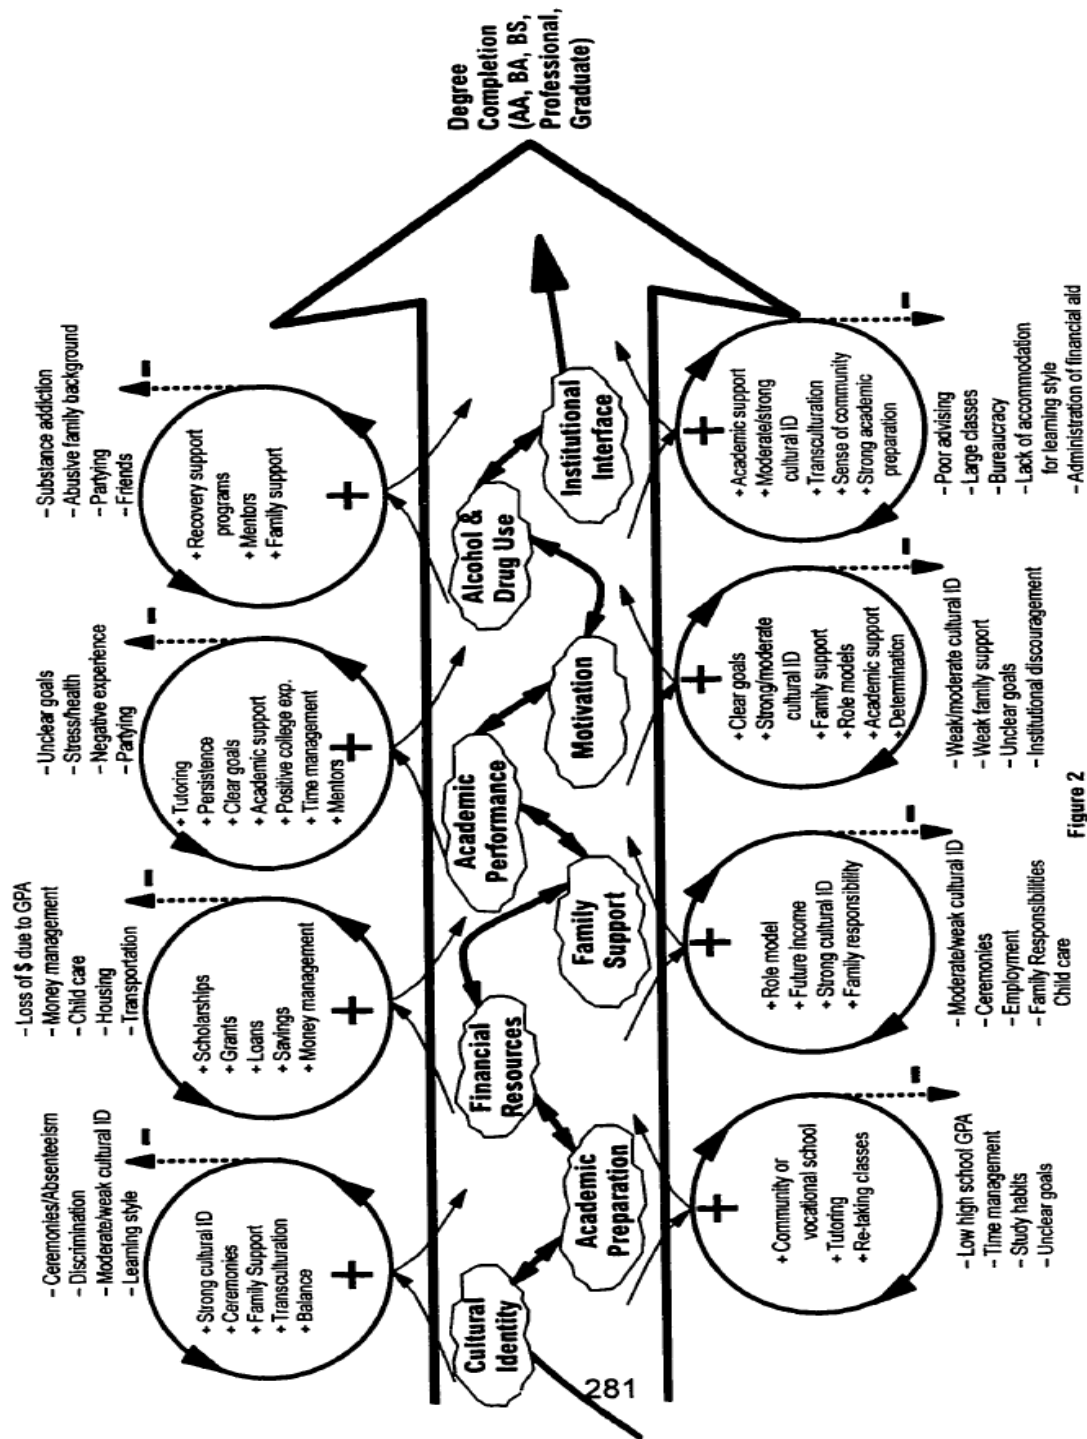 – Ceremonies/Absenteeism
– Discrimination
– Moderate/weak cultural ID
– Learning style
+ Strong cultural ID
+ Ceremonies
+ Family Support
+ Transculturation
+ Balance
+
–
– Loss of $ due to GPA
– Money management
– Child care
– Housing
– Transportation
+ Scholarships
+ Grants
+ Loans
+ Savings
+ Money management
+
–
– Unclear goals
– Stress/health
– Negative experience
– Partying
+ Tutoring
+ Persistence
+ Clear goals
+ Academic support
+ Positive college exp.
+ Time management
+ Mentors
+
–
– Substance addiction
– Abusive family background
– Partying
– Friends
+ Recovery support
programs
+ Mentors
+ Family support
+
–
Cultural
Identity
Academic
Preparation
Financial
Resources
Family
Support
Academic
Performance
Motivation
Alcohol &
Drug Use
Institutional
Interface
Degree
Completion
(AA, BA, BS,
Professional,
Graduate)
+
+ Community or
vocational school
+ Tutoring
+ Re-taking classes
–
– Low high school GPA
– Time management
– Study habits
– Unclear goals
+
+ Role model
+ Future income
+ Strong cultural ID
+ Family responsibility
–
– Moderate/weak cultural ID
– Ceremonies
– Employment
– Family Responsibilities
Child care
+
+ Clear goals
+ Strong/moderate
cultural ID
+ Family support
+ Role models
+ Academic support
+ Determination
–
– Weak/moderate cultural ID
– Weak family support
– Unclear goals
– Institutional discouragement
+
+ Academic support
+ Moderate/strong
cultural ID
+ Transculturation
+ Sense of community
+ Strong academic
preparation
–
– Poor advising
– Large classes
– Bureaucracy
– Lack of accommodation
for learning style
– Administration of financial aid
Figure 2
281